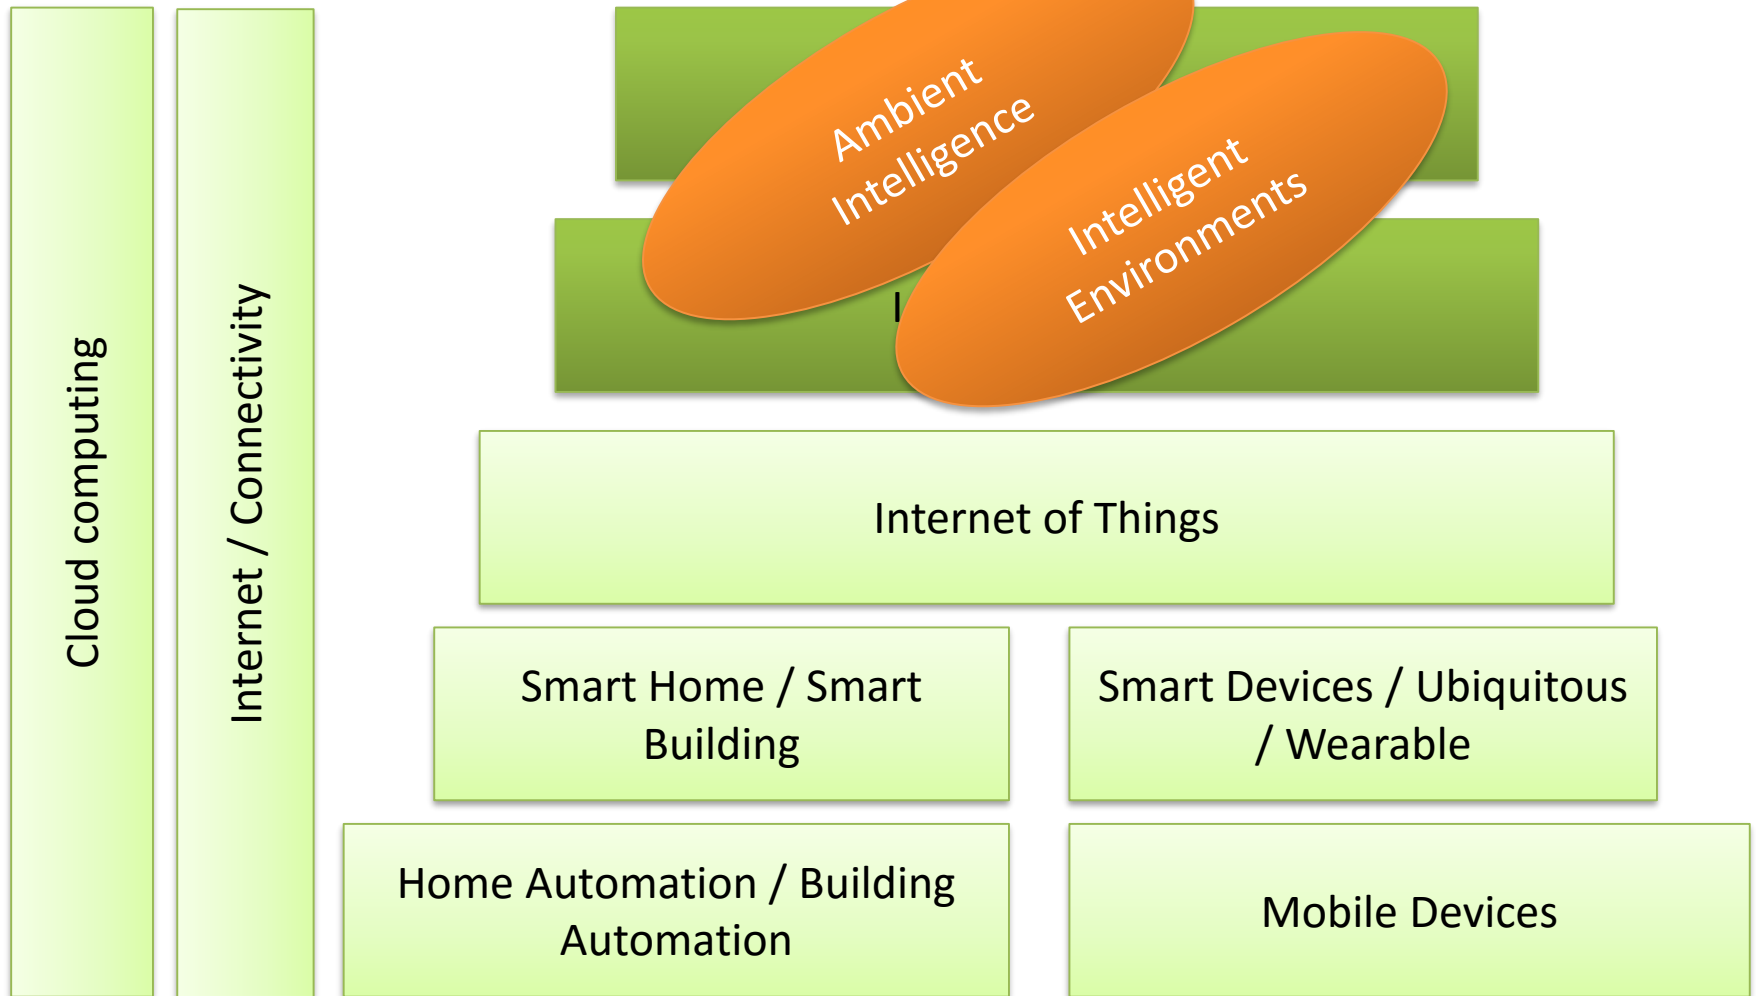 Cloud computing
Internet / Connectivity
Ambient
Intelligence
Intelligent
Environments
Internet of Things
Smart Home / Smart
Building
Smart Devices / Ubiquitous
/ Wearable
Home Automation / Building
Automation
Mobile Devices